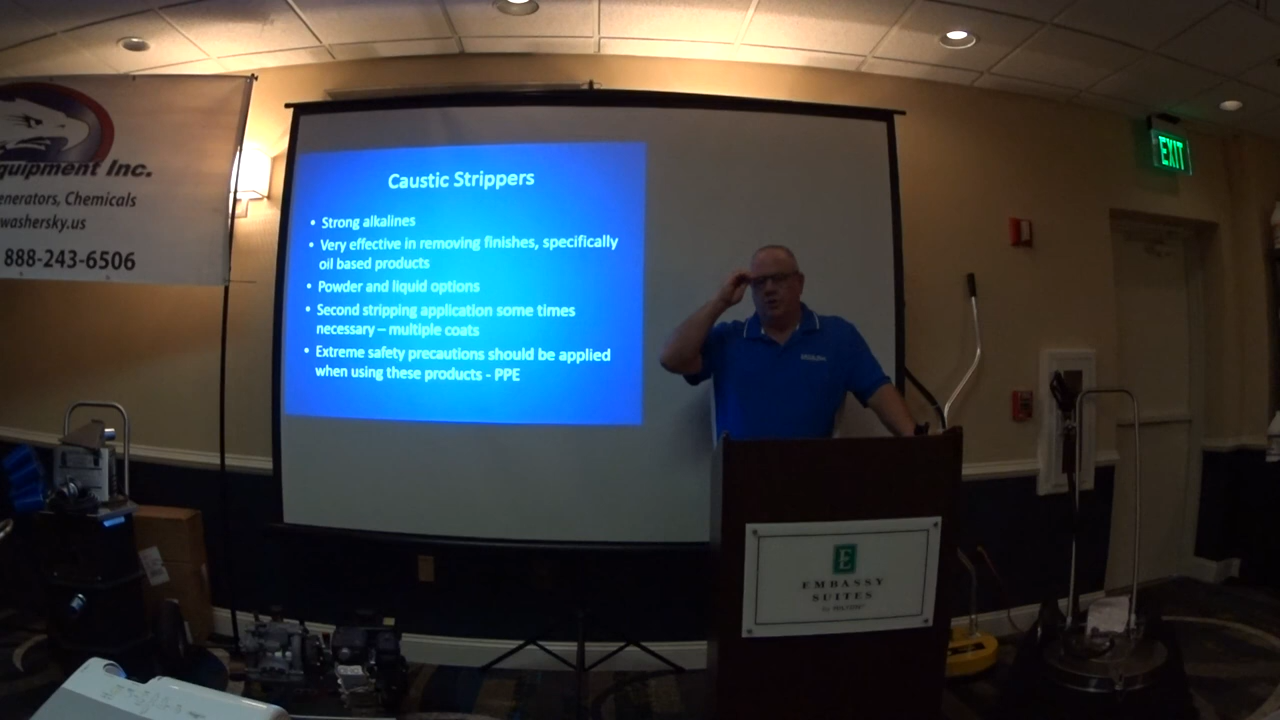 quipment Inc.
enerators, Chemicals
washersky.us
888-243-6506
Caustic Strippers
• Strong alkalines
• Very effective in removing finishes, specifically
oil based products
• Powder and liquid options
• Second stripping application some times
necessary – multiple coats
• Extreme safety precautions should be applied
when using these products - PPE
EXIT
E
EMBASSY
SUITES